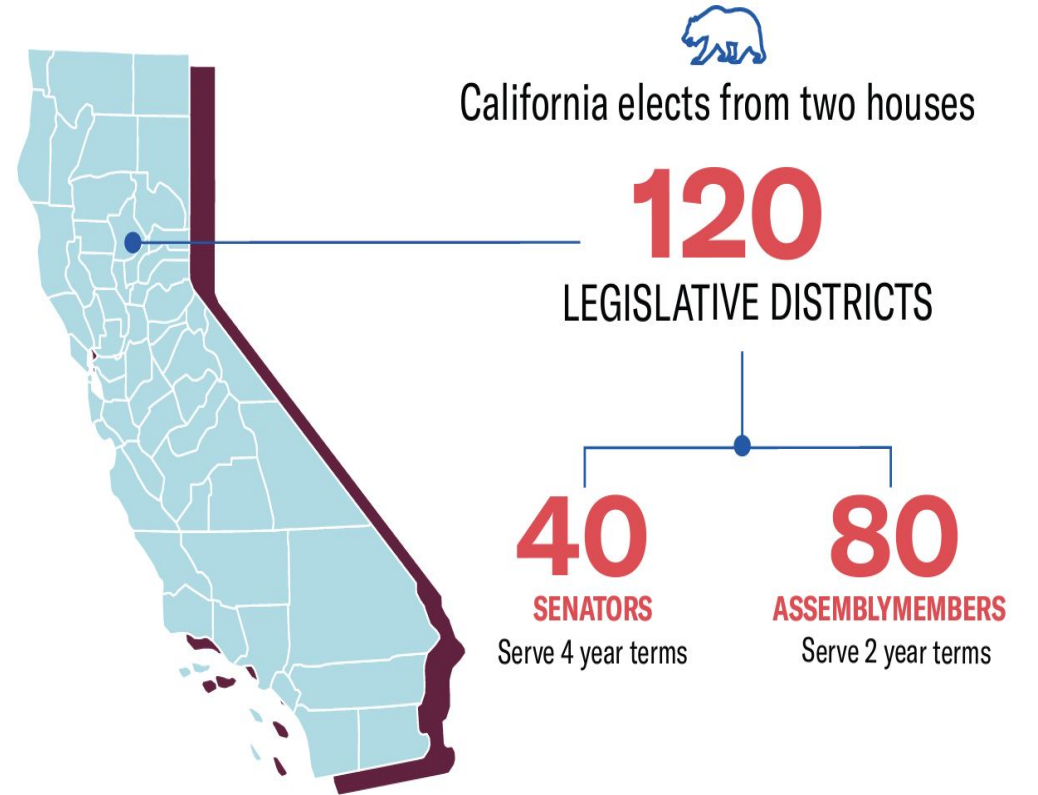 California elects from two houses
120
LEGISLATIVE DISTRICTS
40
SENATORS
Serve 4 year terms
80
ASSEMBLYMEMBERS
Serve 2 year terms